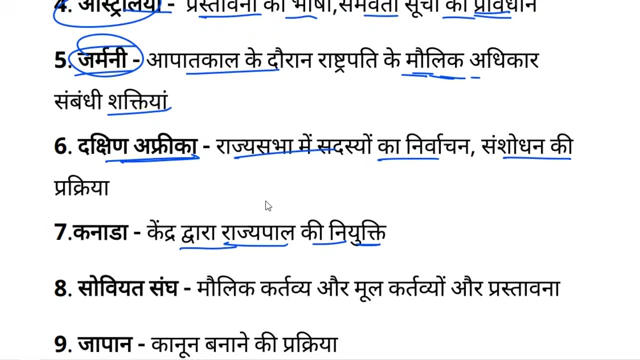 4. ऑस्ट्रेलिया - प्रस्तावना की भाषा,समवर्ती सूची का प्रावधान
5. जर्मनी - आपातकाल के दौरान राष्ट्रपति के मौलिक अधिकार
संबंधी शक्तियां
6. दक्षिण अफ्रीका - राज्यसभा में सदस्यों का निर्वाचन, संशोधन की
प्रक्रिया
7.कनाडा - केंद्र द्वारा राज्यपाल की नियुक्ति
8. सोवियत संघ - मौलिक कर्तव्य और मूल कर्तव्यों और प्रस्तावना
9. जापान - कानून बनाने की प्रक्रिया